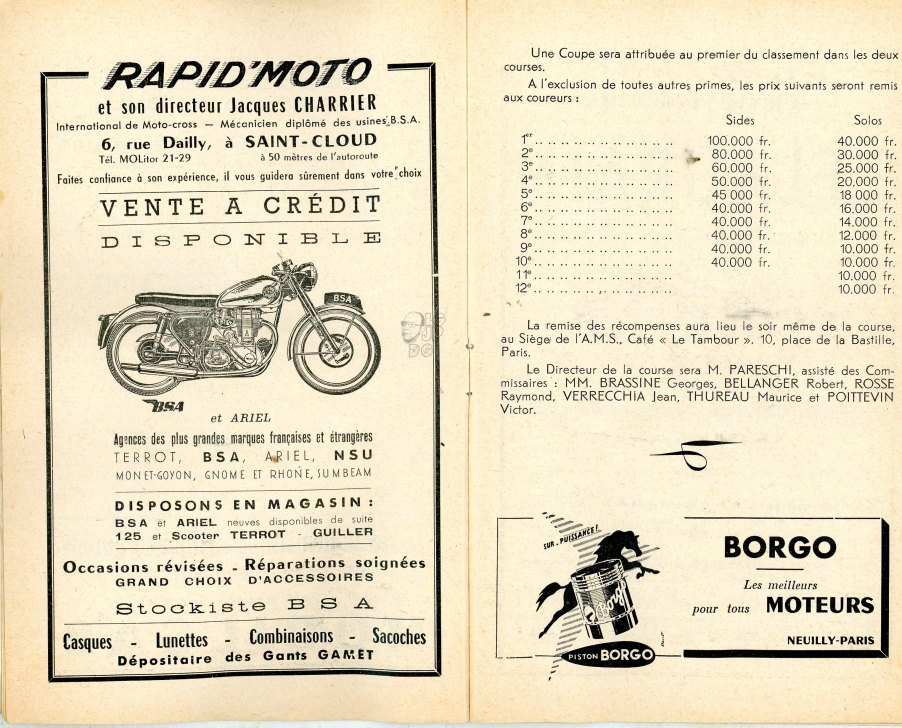 RAPID'MOTO
et son directeur Jacques CHARRIER
International de Moto-cross — Mécanicien diplômé des usines B.S.A.
6, rue Dailly, à SAINT-CLOUD
Tél. MOLitor 21-29 à 50 mètres de l'autoroute
Faites confiance à son expérience, il vous guidera sûrement dans votre choix
VENTE A CRÉDIT
DISPONIBLE
BSA
BSA
et ARIEL
Agences des plus grandes marques françaises et étrangères
TERROT, BSA, ARIEL, NSU
MONET-GOYON, GNOME ET RHONE, SUMBEAM
DISPOSONS EN MAGASIN :
BSA et ARIEL neuves disponibles de suite
125 et Scooter TERROT - GUILLER
Occasions révisées - Réparations soignées
GRAND CHOIX D'ACCESSOIRES
Stockiste BSA
Casques - Lunettes - Combinaisons - Sacoches
Dépositaire des Gants GAMET
Une Coupe sera attribuée au premier du classement dans les deux
courses.
A l'exclusion de toutes autres primes, les prix suivants seront remis
aux coureurs :
Sides Solos
1er 100.000 fr. 40.000 fr.
2e 80.000 fr. 30.000 fr.
3e 60.000 fr. 25.000 fr.
4e 50.000 fr. 20.000 fr.
5e 45 000 fr. 18 000 fr.
6e 40.000 fr. 16.000 fr.
7e 40.000 fr. 14.000 fr.
8e 40.000 fr. 12.000 fr.
9e 40.000 fr. 10.000 fr.
10e 40.000 fr. 10.000 fr.
11e 10.000 fr.
12e 10.000 fr.
La remise des récompenses aura lieu le soir même de la course,
au Siège de l'A.M.S., Café « Le Tambour ». 10, place de la Bastille,
Paris.
Le Directeur de la course sera M. PARESCHI, assisté des Com-
missaires : MM. BRASSINE Georges, BELLANGER Robert, ROSSE
Raymond, VERRECCHIA Jean, THUREAU Maurice et POITTEVIN
Victor.
SUR-PUISSANCE !
Borgo
PISTON BORGO
BORGO
Les meilleurs
pour tous MOTEURS
NEUILLY-PARIS